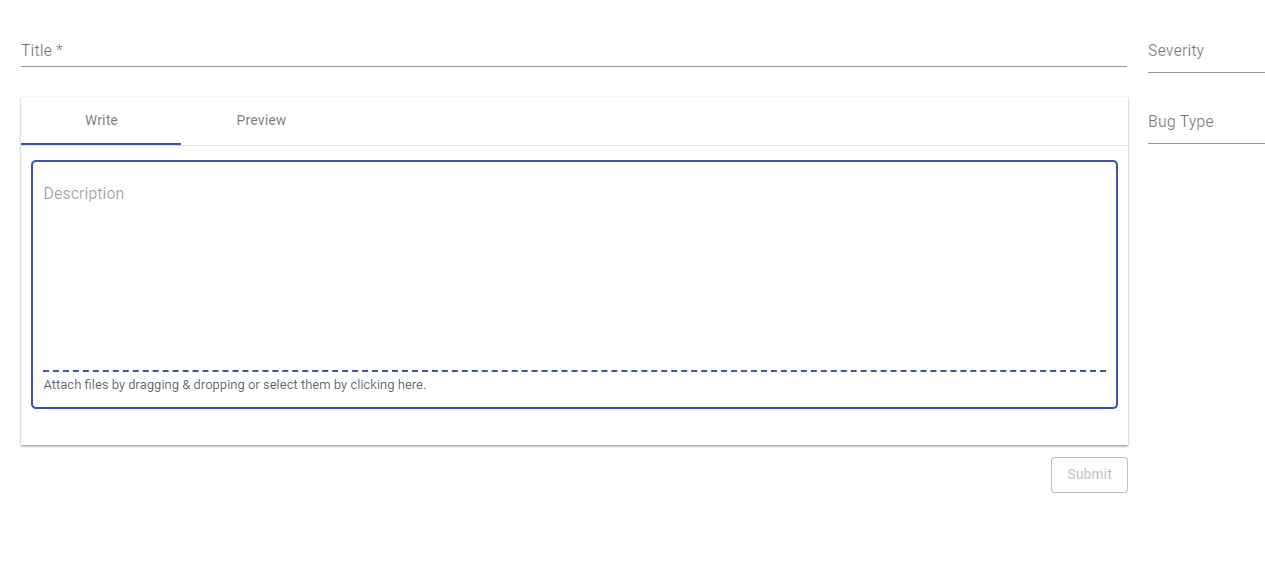 Title *
Severity
Write
Preview
Bug Type
Description
Attach files by dragging & dropping or select them by clicking here.
Submit